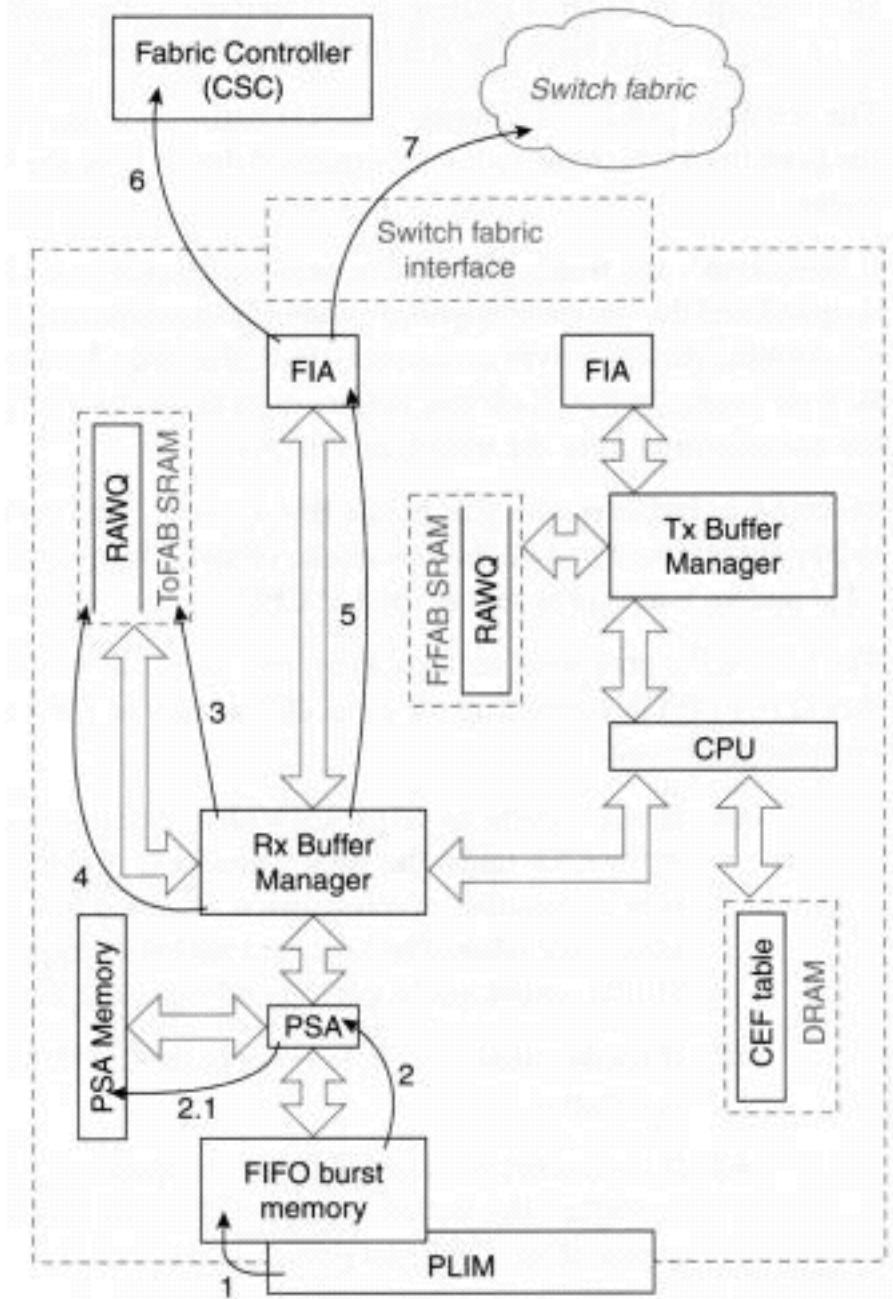 Fabric Controller
(CSC)
Switch fabric
6
7
Switch fabric
interface
FIA
FIA
RAWQ
ToFAB SRAM
FrFAB SRAM
RAWQ
Tx Buffer
Manager
5
3
CPU
Rx Buffer
Manager
4
PSA Memory
PSA
2
2.1
CEF table
DRAM
FIFO burst
memory
1
PLIM